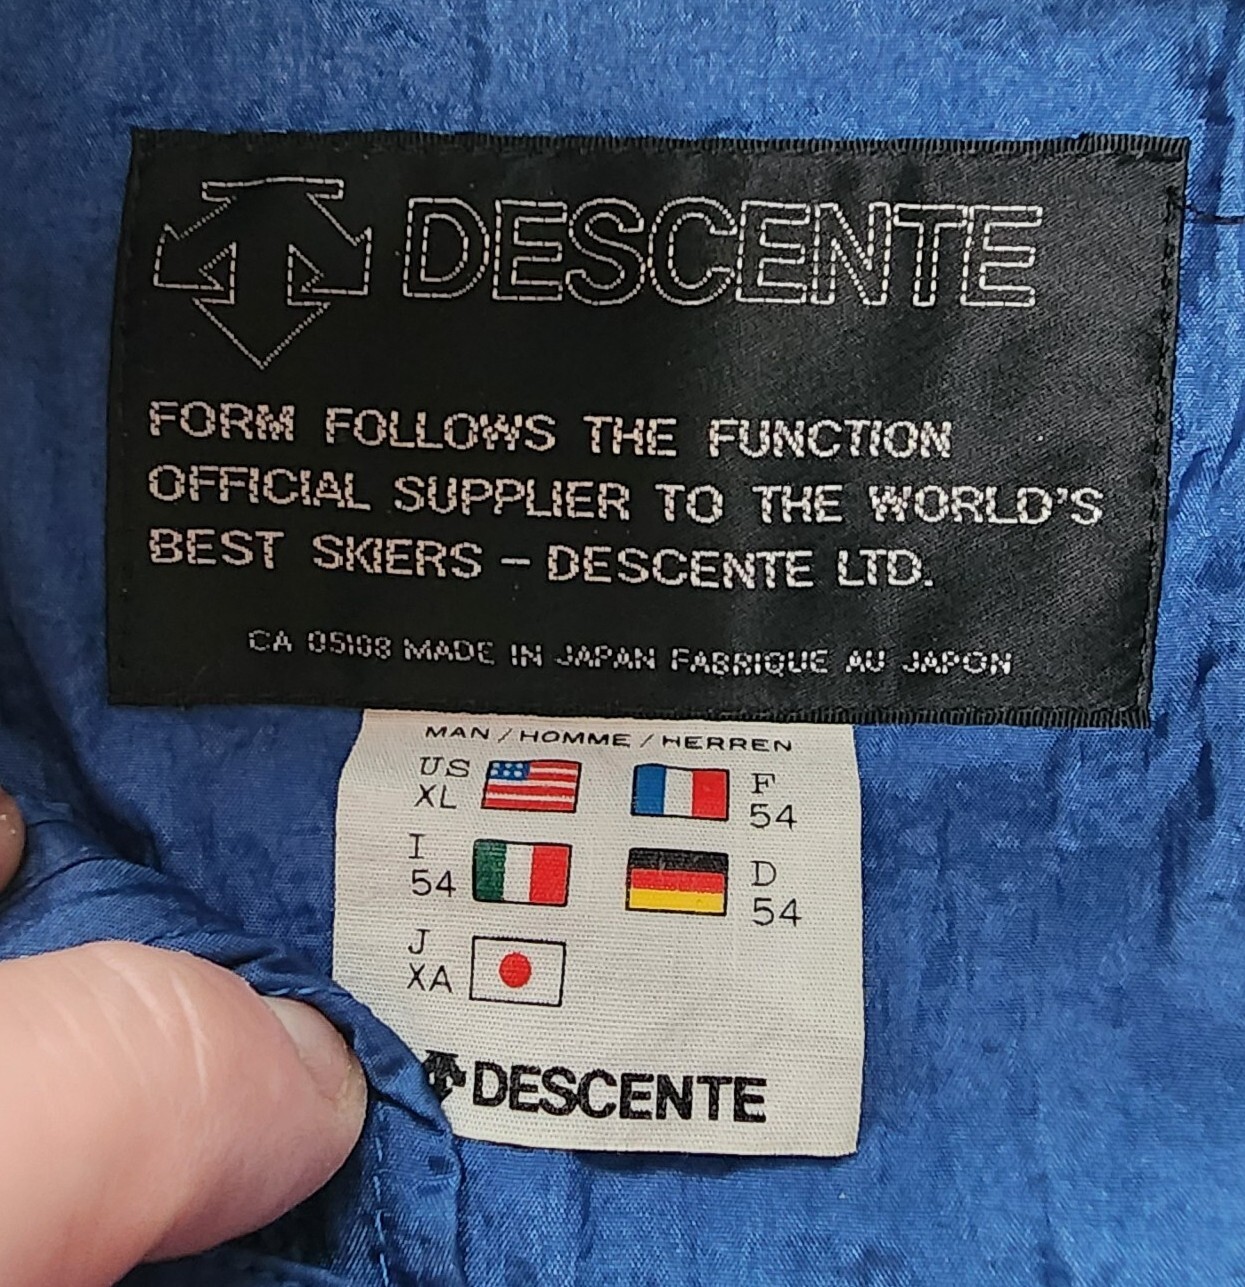 DESCENTE
FORM FOLLOWS THE FUNCTION
OFFICIAL SUPPLIER TO THE WORLD'S
BEST SKIERS – DESCENTE LTD.
CA 05108 MADE IN JAPAN FABRIQUE AU JAPON
MAN / HOMME / HERREN
US
XL
F
54
I
54
D
54
J
XA
DESCENTE